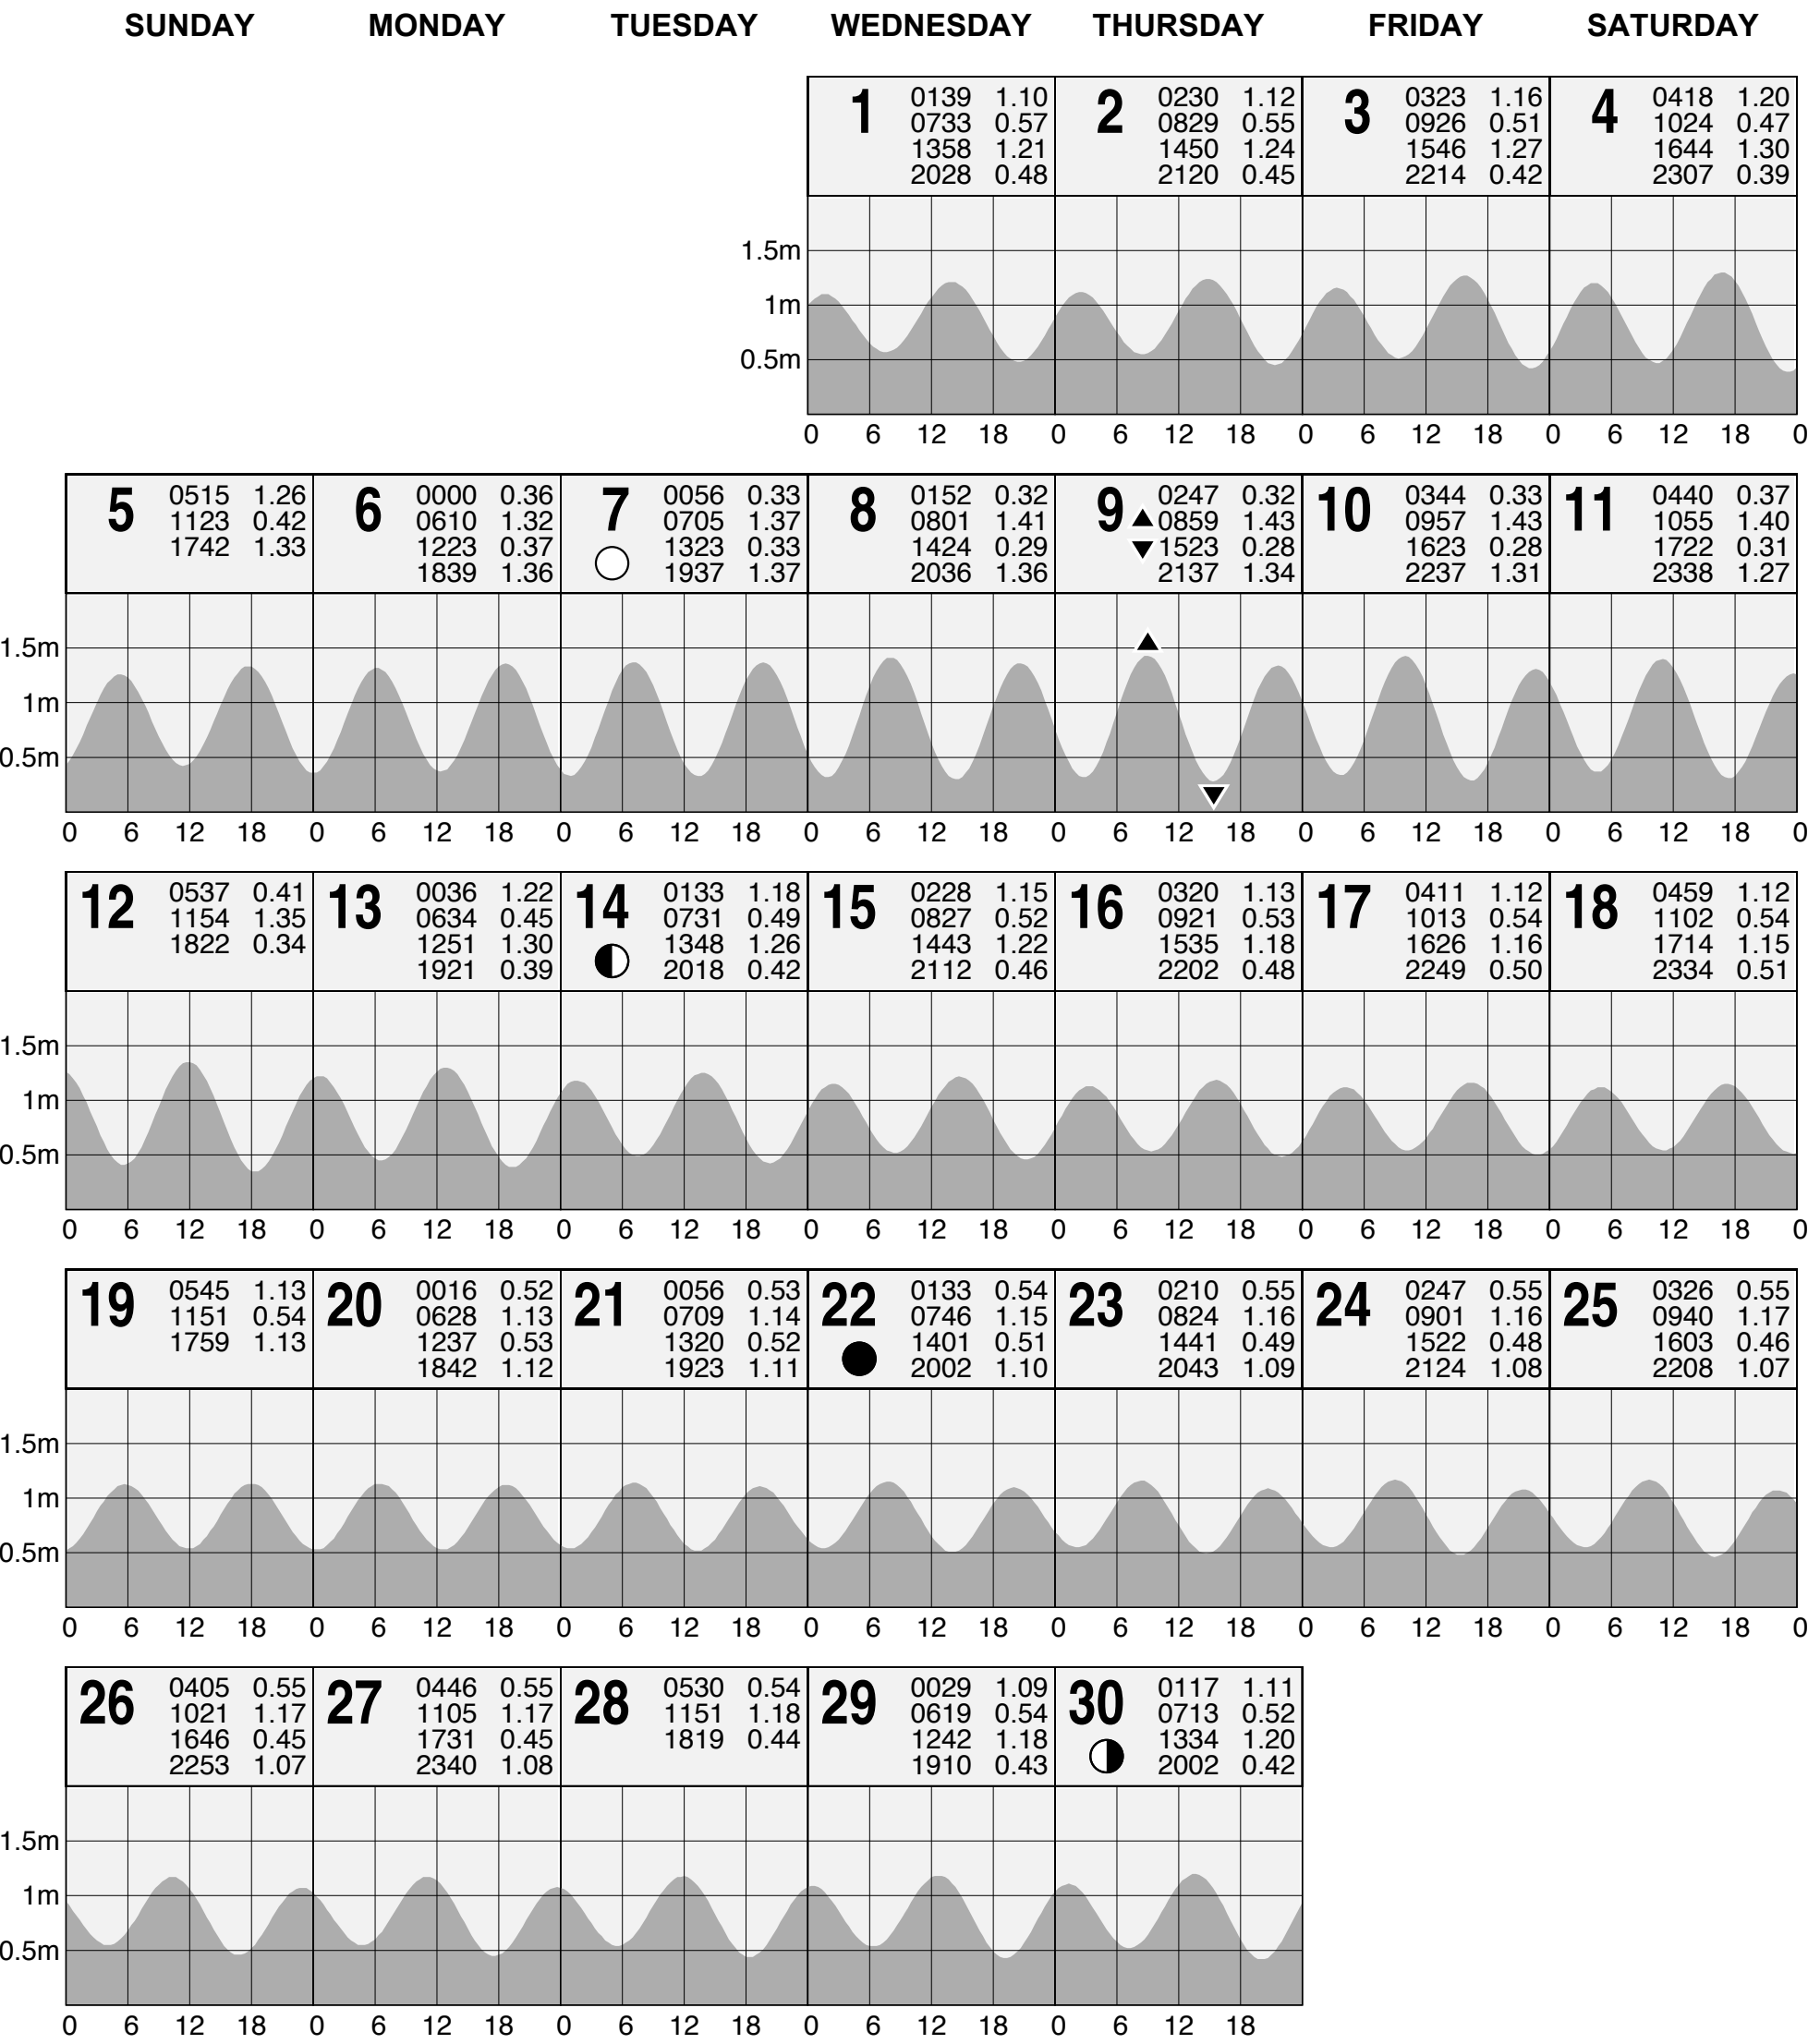 SUNDAY MONDAY TUESDAY WEDNESDAY THURSDAY FRIDAY SATURDAY
1 0139 1.10 2 0230 1.12 3 0323 1.16 4 0418 1.20
0733 0.57 0829 0.55 0926 0.51 1024 0.47
1358 1.21 1450 1.24 1546 1.27 1644 1.30
2028 0.48 2120 0.45 2214 0.42 2307 0.39
1.5m
1m
0.5m
0 6 12 18 0 6 12 18 0 6 12 18 0 6 12 18 0
5 0515 1.26 6 0000 0.36 7 0056 0.33 8 0152 0.32 9 0247 0.32 10 0344 0.33 11 0440 0.37
1123 0.42 0610 1.32 0705 1.37 0801 1.41 0859 1.43 0957 1.43 1055 1.40
1742 1.33 1223 0.37 1323 0.33 1424 0.29 1523 0.28 1623 0.28 1722 0.31
1839 1.36 1937 1.37 2036 1.36 2137 1.34 2237 1.31 2338 1.27
1.5m
1m
0.5m
0 6 12 18 0 6 12 18 0 6 12 18 0 6 12 18 0 6 12 18 0 6 12 18 0 6 12 18 0
12 0537 0.41 13 0036 1.22 14 0133 1.18 15 0228 1.15 16 0320 1.13 17 0411 1.12 18 0459 1.12
1154 1.35 0634 0.45 0731 0.49 0827 0.52 0921 0.53 1013 0.54 1102 0.54
1822 0.34 1251 1.30 1348 1.26 1443 1.22 1535 1.18 1626 1.16 1714 1.15
1921 0.39 2018 0.42 2112 0.46 2202 0.48 2249 0.50 2334 0.51
1.5m
1m
0.5m
0 6 12 18 0 6 12 18 0 6 12 18 0 6 12 18 0 6 12 18 0 6 12 18 0 6 12 18 0
19 0545 1.13 20 0016 0.52 21 0056 0.53 22 0133 0.54 23 0210 0.55 24 0247 0.55 25 0326 0.55
1151 0.54 0628 1.13 0709 1.14 0746 1.15 0824 1.16 0901 1.16 0940 1.17
1759 1.13 1237 0.53 1320 0.52 1401 0.51 1441 0.49 1522 0.48 1603 0.46
1842 1.12 1923 1.11 2002 1.10 2043 1.09 2124 1.08 2208 1.07
1.5m
1m
0.5m
0 6 12 18 0 6 12 18 0 6 12 18 0 6 12 18 0 6 12 18 0 6 12 18 0 6 12 18 0
26 0405 0.55 27 0446 0.55 28 0530 0.54 29 0029 1.09 30 0117 1.11
1021 1.17 1105 1.17 1151 1.18 0619 0.54 0713 0.52
1646 0.45 1731 0.45 1819 0.44 1242 1.18 1334 1.20
2253 1.07 2340 1.08 1910 0.43 2002 0.42
1.5m
1m
0.5m
0 6 12 18 0 6 12 18 0 6 12 18 0 6 12 18 0 6 12 18